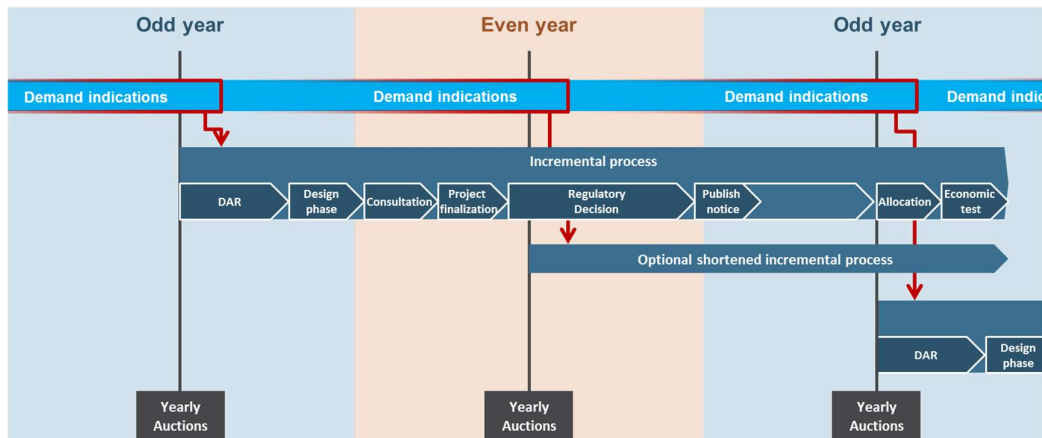 Odd year
Even year
Odd year
Demand indications
Demand indications
Demand indications
Demand indic
Incremental process
DAR
Design
phase
Consultation
Project
finalization
Regulatory
Decision
Publish
notice
Allocation
Economic
test
Optional shortened incremental process
DAR
Design
phase
Yearly
Auctions
Yearly
Auctions
Yearly
Auctions